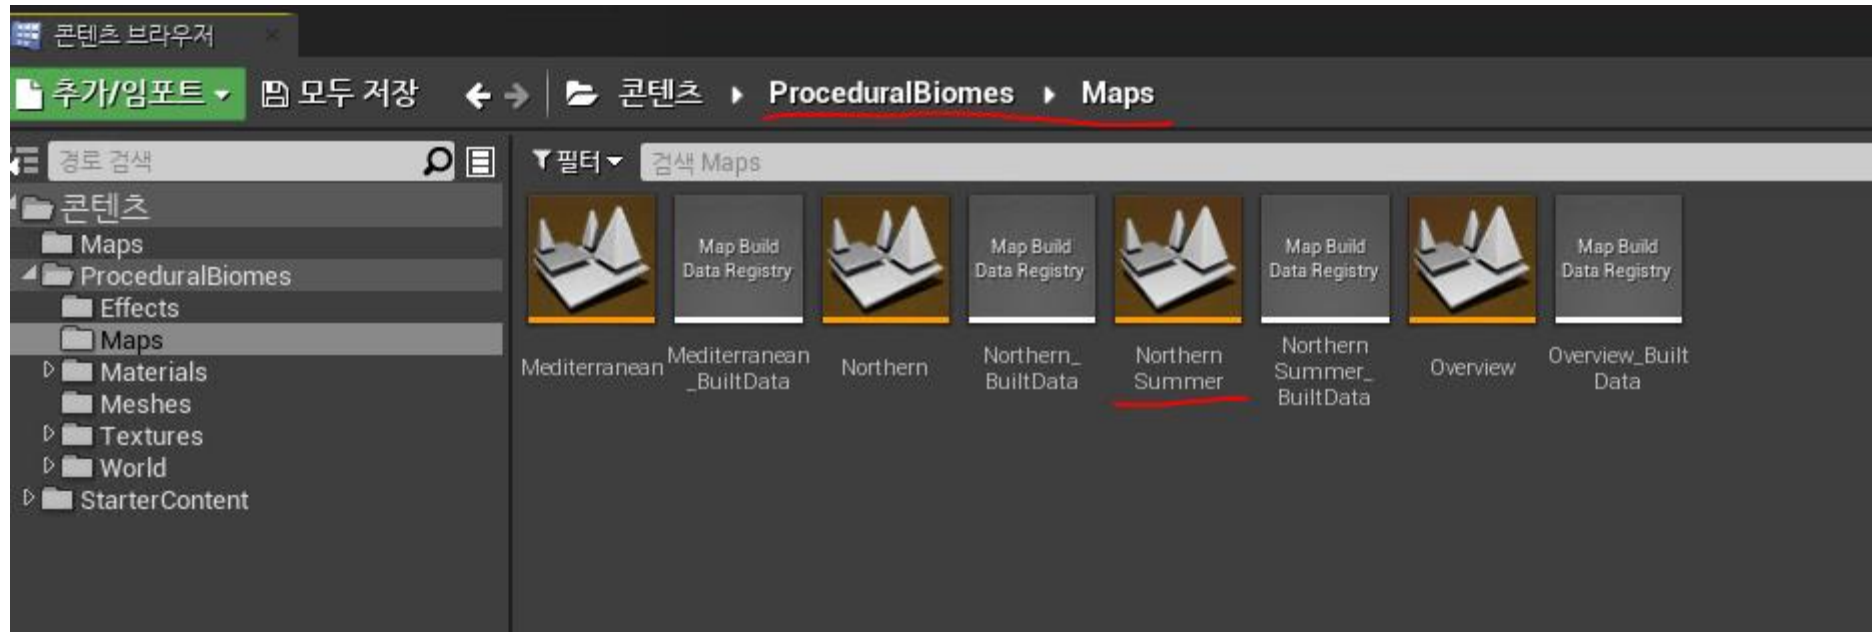 콘텐츠 브라우저
추가/임포트 모두 저장 콘텐츠 ProceduralBiomes Maps
경로 검색
필터 검색 Maps
콘텐츠
Maps
ProceduralBiomes
Effects
Maps
Materials
Meshes
Textures
World
StarterContent
Mediterranean
Map Build
Data Registry
Mediterranean
_BuiltData
Northern
Map Build
Data Registry
Northern_
BuiltData
Northern
Summer
Map Build
Data Registry
Northern
Summer_
BuiltData
Overview
Map Build
Data Registry
Overview_Built
Data